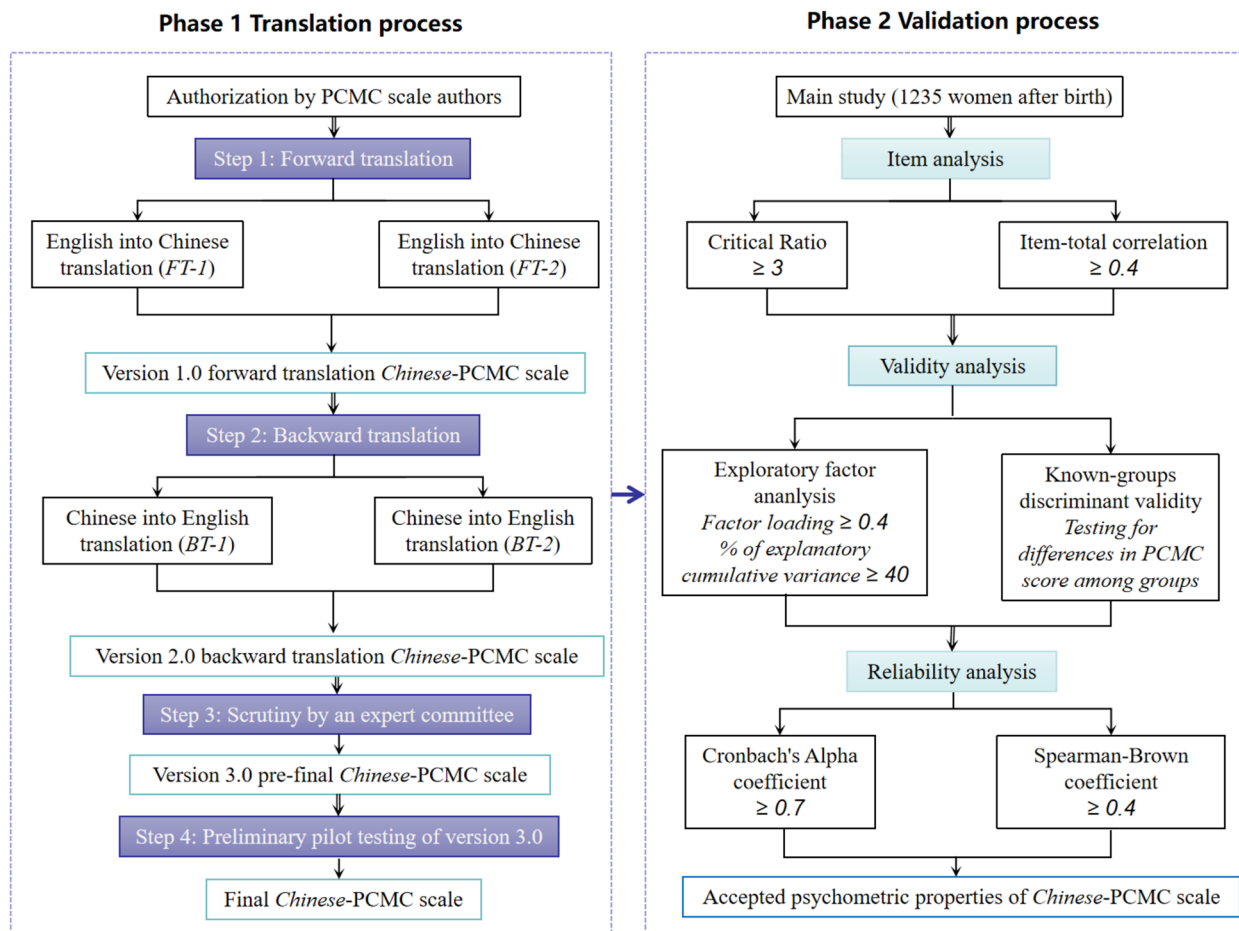 Phase 1 Translation process
Authorization by PCMC scale authors
Step 1: Forward translation
English into Chinese
translation (FT-1)
English into Chinese
translation (FT-2)
Version 1.0 forward translation Chinese-PCMC scale
Step 2: Backward translation
Chinese into English
translation (BT-1)
Chinese into English
translation (BT-2)
Version 2.0 backward translation Chinese-PCMC scale
Step 3: Scrutiny by an expert committee
Version 3.0 pre-final Chinese-PCMC scale
Step 4: Preliminary pilot testing of version 3.0
Final Chinese-PCMC scale
Phase 2 Validation process
Main study (1235 women after birth)
Item analysis
Critical Ratio
≥ 3
Item-total correlation
≥ 0.4
Validity analysis
Exploratory factor
ananlysis
Factor loading ≥ 0.4
% of explanatory
cumulative variance ≥ 40
Known-groups
discriminant validity
Testing for
differences in PCMC
score among groups
Reliability analysis
Cronbach's Alpha
coefficient
≥ 0.7
Spearman-Brown
coefficient
≥ 0.4
Accepted psychometric properties of Chinese-PCMC scale